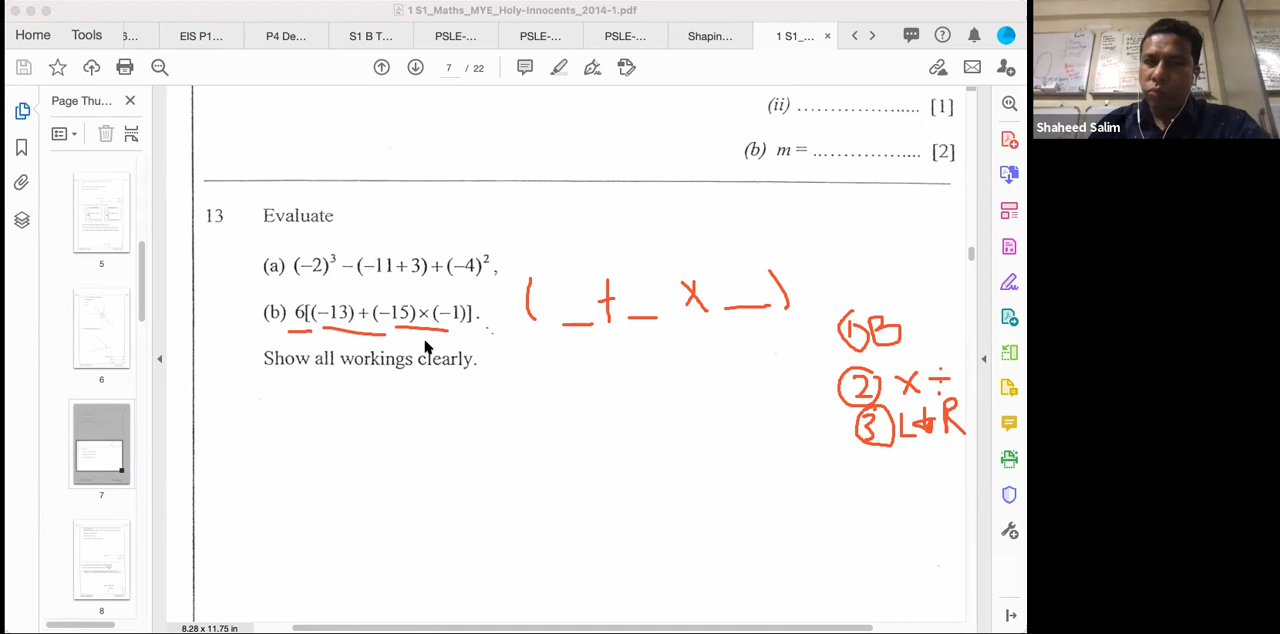 1 S1_Maths_MYE_Holy-Innocents_2014-1.pdf
Home Tools S... EIS P1... P4 De... S1 B T... PSLE-... PSLE-... PSLE-... Shapin... 1 S1_... ×
7 / 22
Page Thu... ×
5
6
7
8
(ii) ........................ [1]
(b) m = ........................ [2]
13 Evaluate
(a) (−2)³ − (−11+3) + (−4)²,
(b) 6[(−13) + (−15) × (−1)].
Show all workings clearly.
( _ + _ × _ )
① B
② × ÷
③ L to R
8.28 x 11.75 in
Shaheed Salim